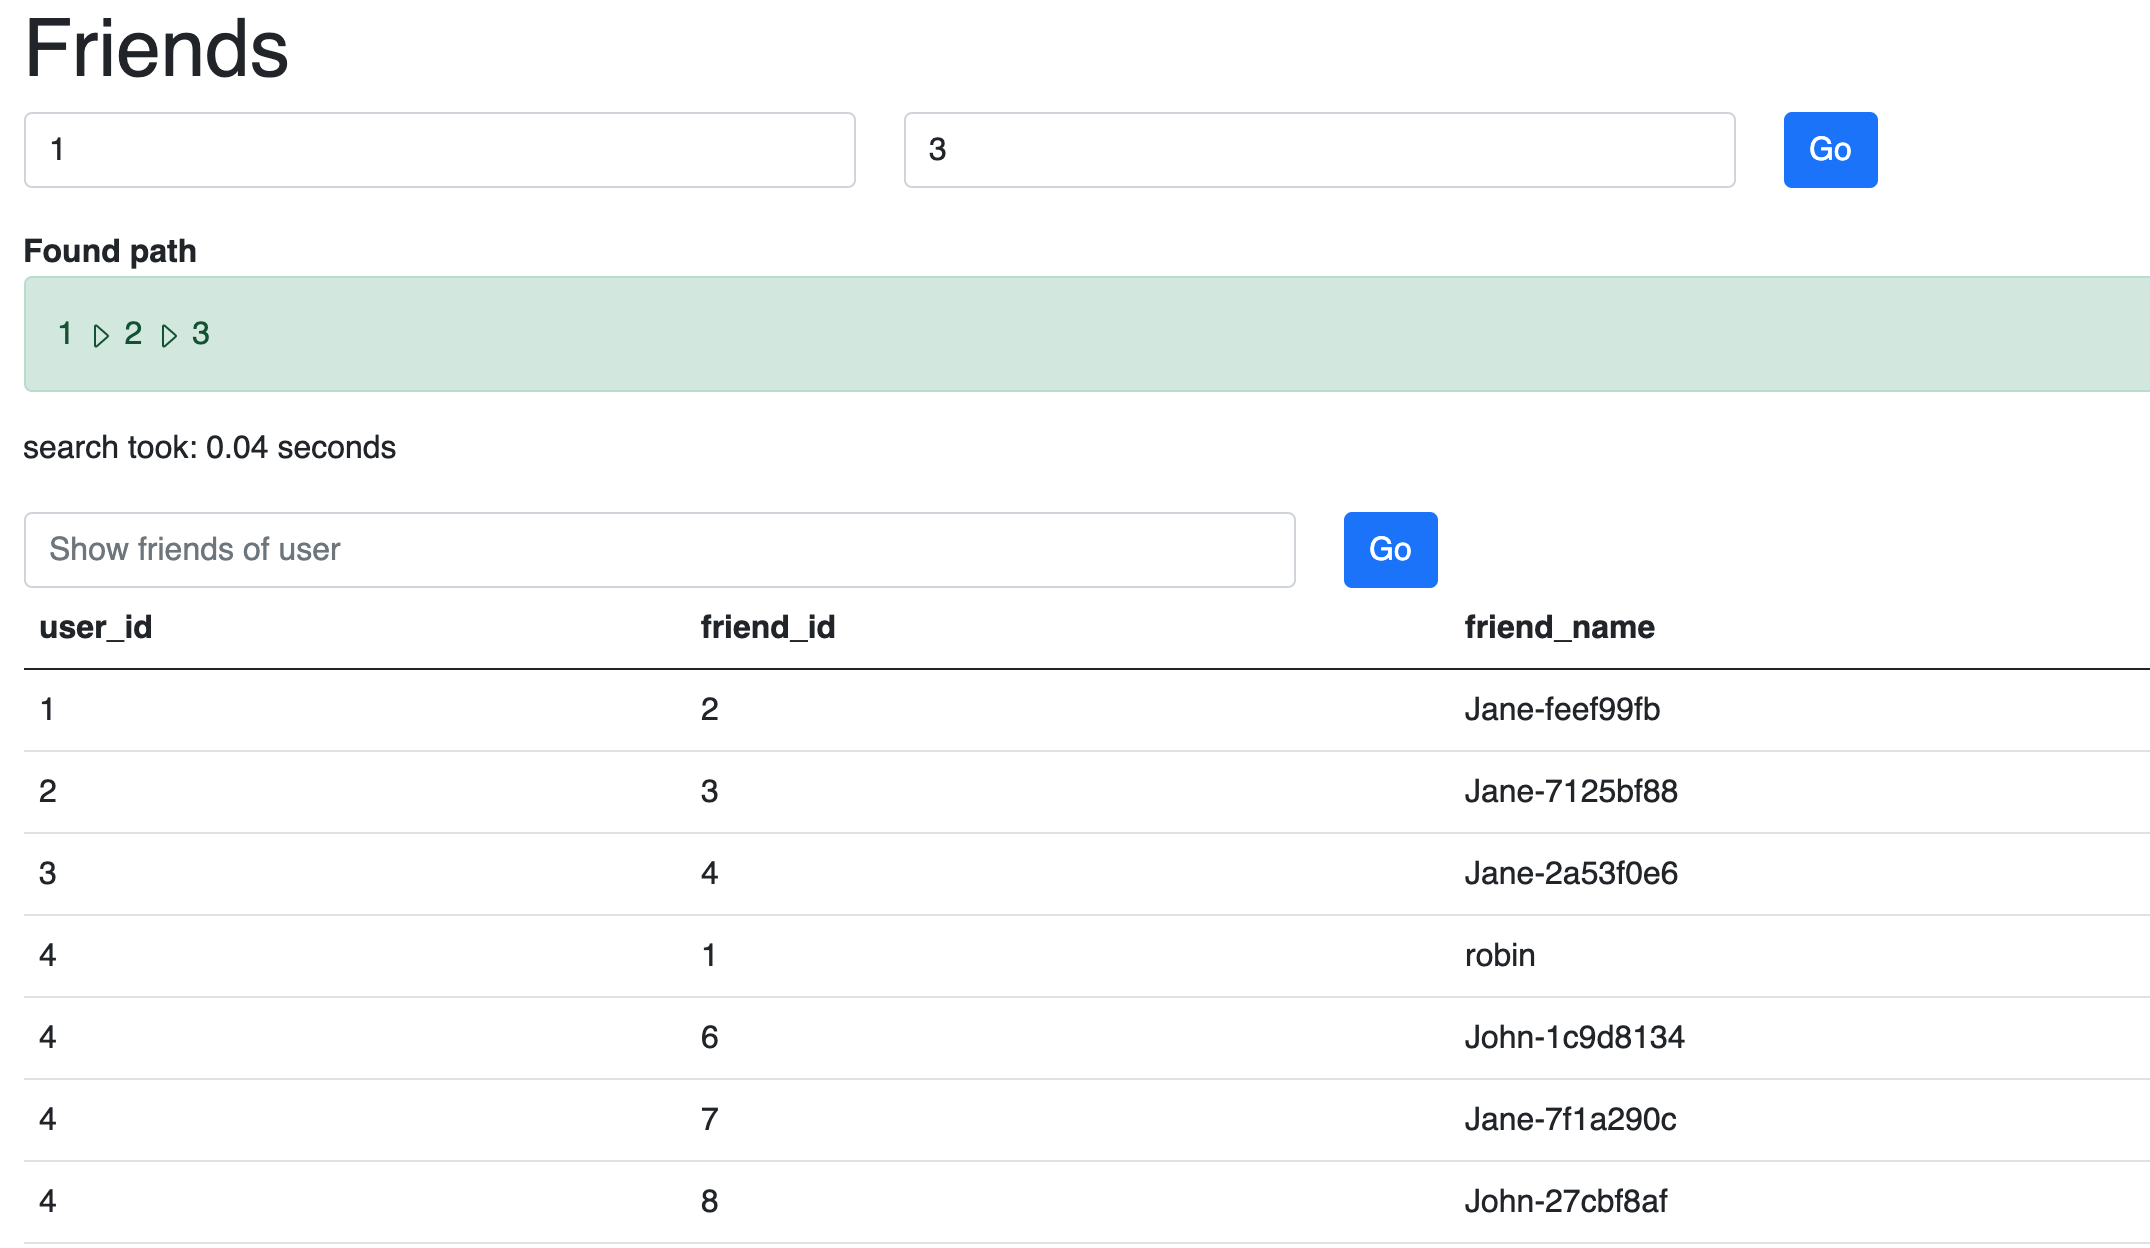 Friends
1 3 Go
Found path
1 ▷ 2 ▷ 3
search took: 0.04 seconds
Show friends of user Go
user_id friend_id friend_name
1 2 Jane-feef99fb
2 3 Jane-7125bf88
3 4 Jane-2a53f0e6
4 1 robin
4 6 John-1c9d8134
4 7 Jane-7f1a290c
4 8 John-27cbf8af